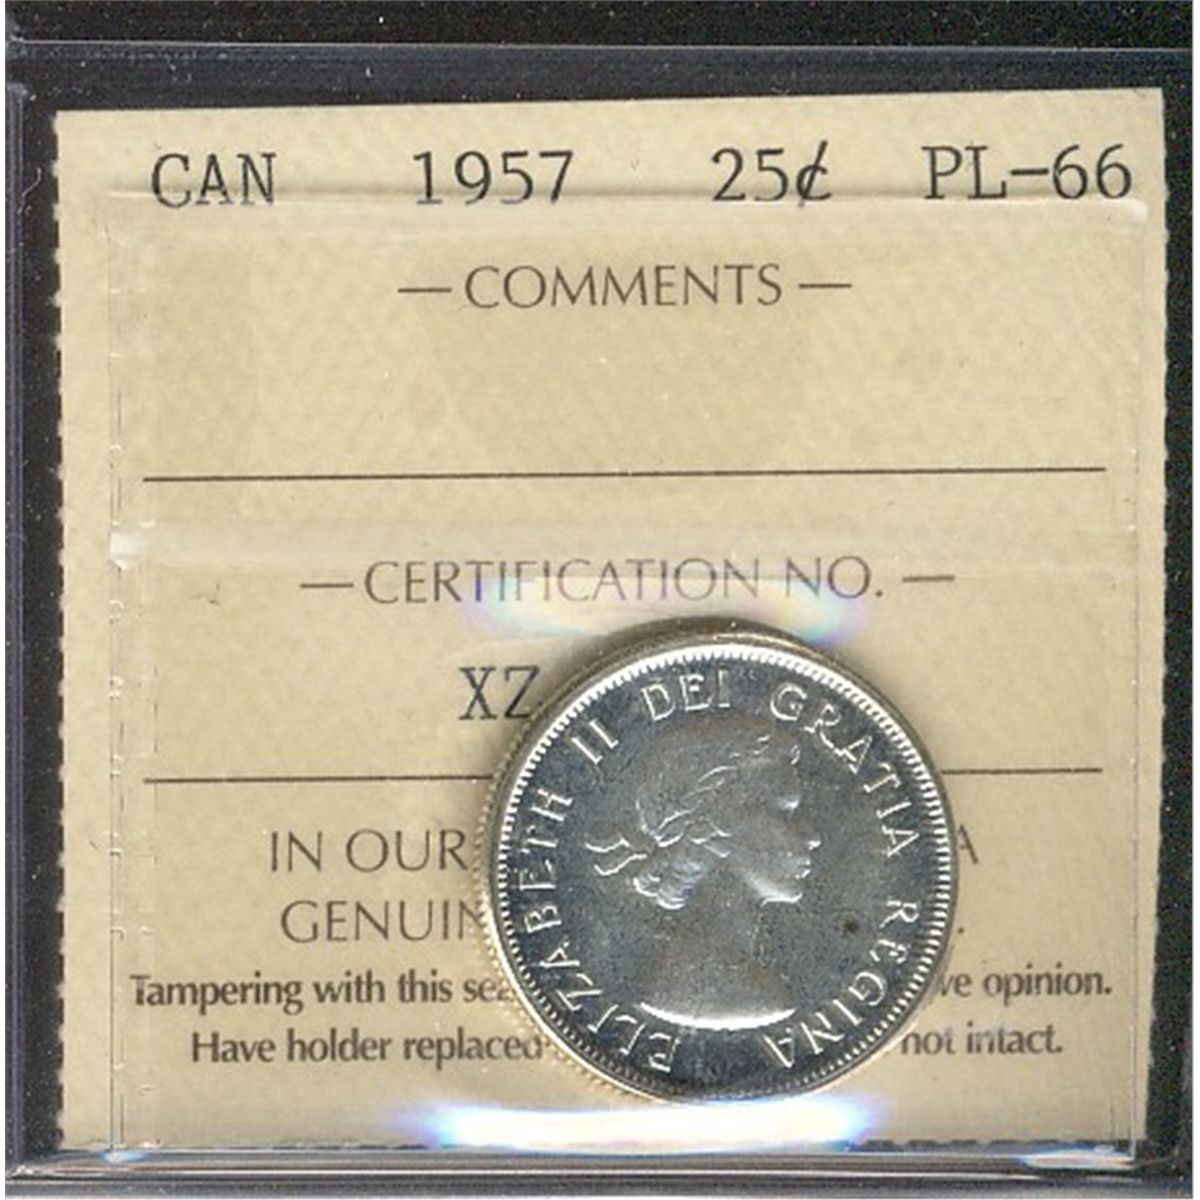 CAN 1957 25¢ PL-66
— COMMENTS —
— CERTIFICATION NO. —
XZ
IN OUR A
GENUIN .
Tampering with this sea ve opinion.
Have holder replaced not intact.
ELIZABETH II DEI GRATIA REGINA